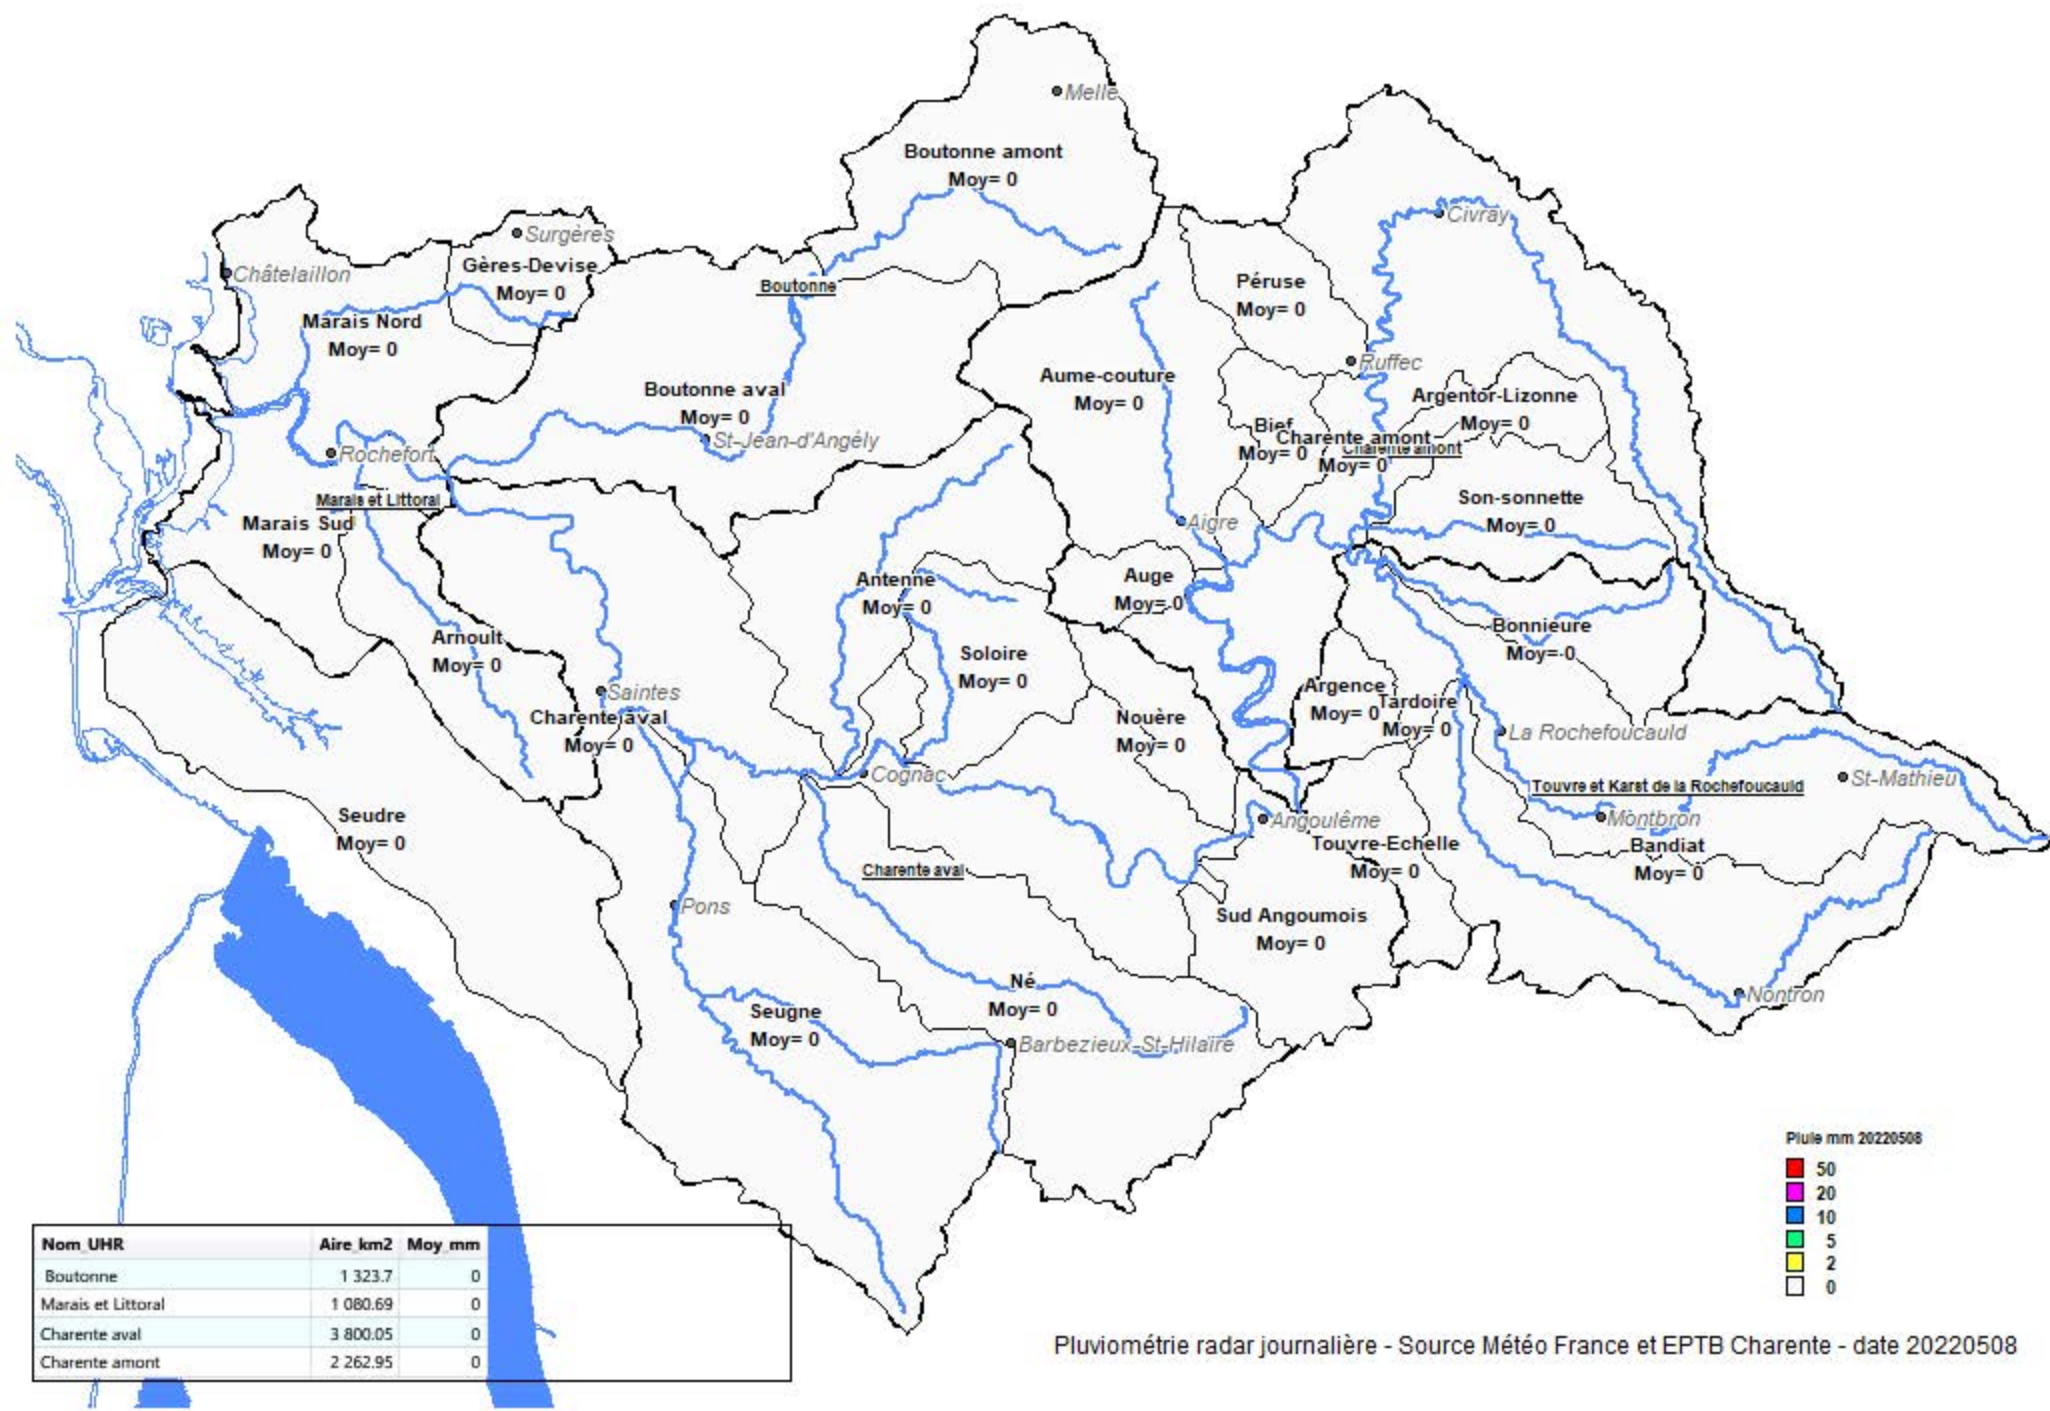 Melle
Boutonne amont
Moy= 0
Civray
Surgères
Châtelaillon
Gères-Devise
Moy= 0
Boutonne
Péruse
Moy= 0
Marais Nord
Moy= 0
Ruffec
Aume-couture
Moy= 0
Boutonne aval
Moy= 0
Argentor-Lizonne
Moy= 0
St-Jean-d'Angély
Bief
Moy= 0
Charente amont
Moy= 0
Charente amont
Rochefort
Marais et Littoral
Son-sonnette
Moy= 0
Marais Sud
Moy= 0
Aigre
Antenne
Moy= 0
Auge
Moy= 0
Bonnieure
Moy= 0
Arnoult
Moy= 0
Soloire
Moy= 0
Saintes
Argence
Moy= 0
Tardoire
Moy= 0
Charente aval
Moy= 0
Nouère
Moy= 0
La Rochefoucauld
Cognac
Touvre et Karst de la Rochefoucauld
St-Mathieu
Seudre
Moy= 0
Angoulême
Montbron
Touvre-Echelle
Moy= 0
Bandiat
Moy= 0
Charente aval
Pons
Sud Angoumois
Moy= 0
Né
Moy= 0
Nontron
Seugne
Moy= 0
Barbezieux-St-Hilaire
Pluie mm 20220508
50
20
10
5
2
0
Nom_UHR Aire_km2 Moy_mm
Boutonne 1 323.7 0
Marais et Littoral 1 080.69 0
Charente aval 3 800.05 0
Charente amont 2 262.95 0
Pluviométrie radar journalière - Source Météo France et EPTB Charente - date 20220508